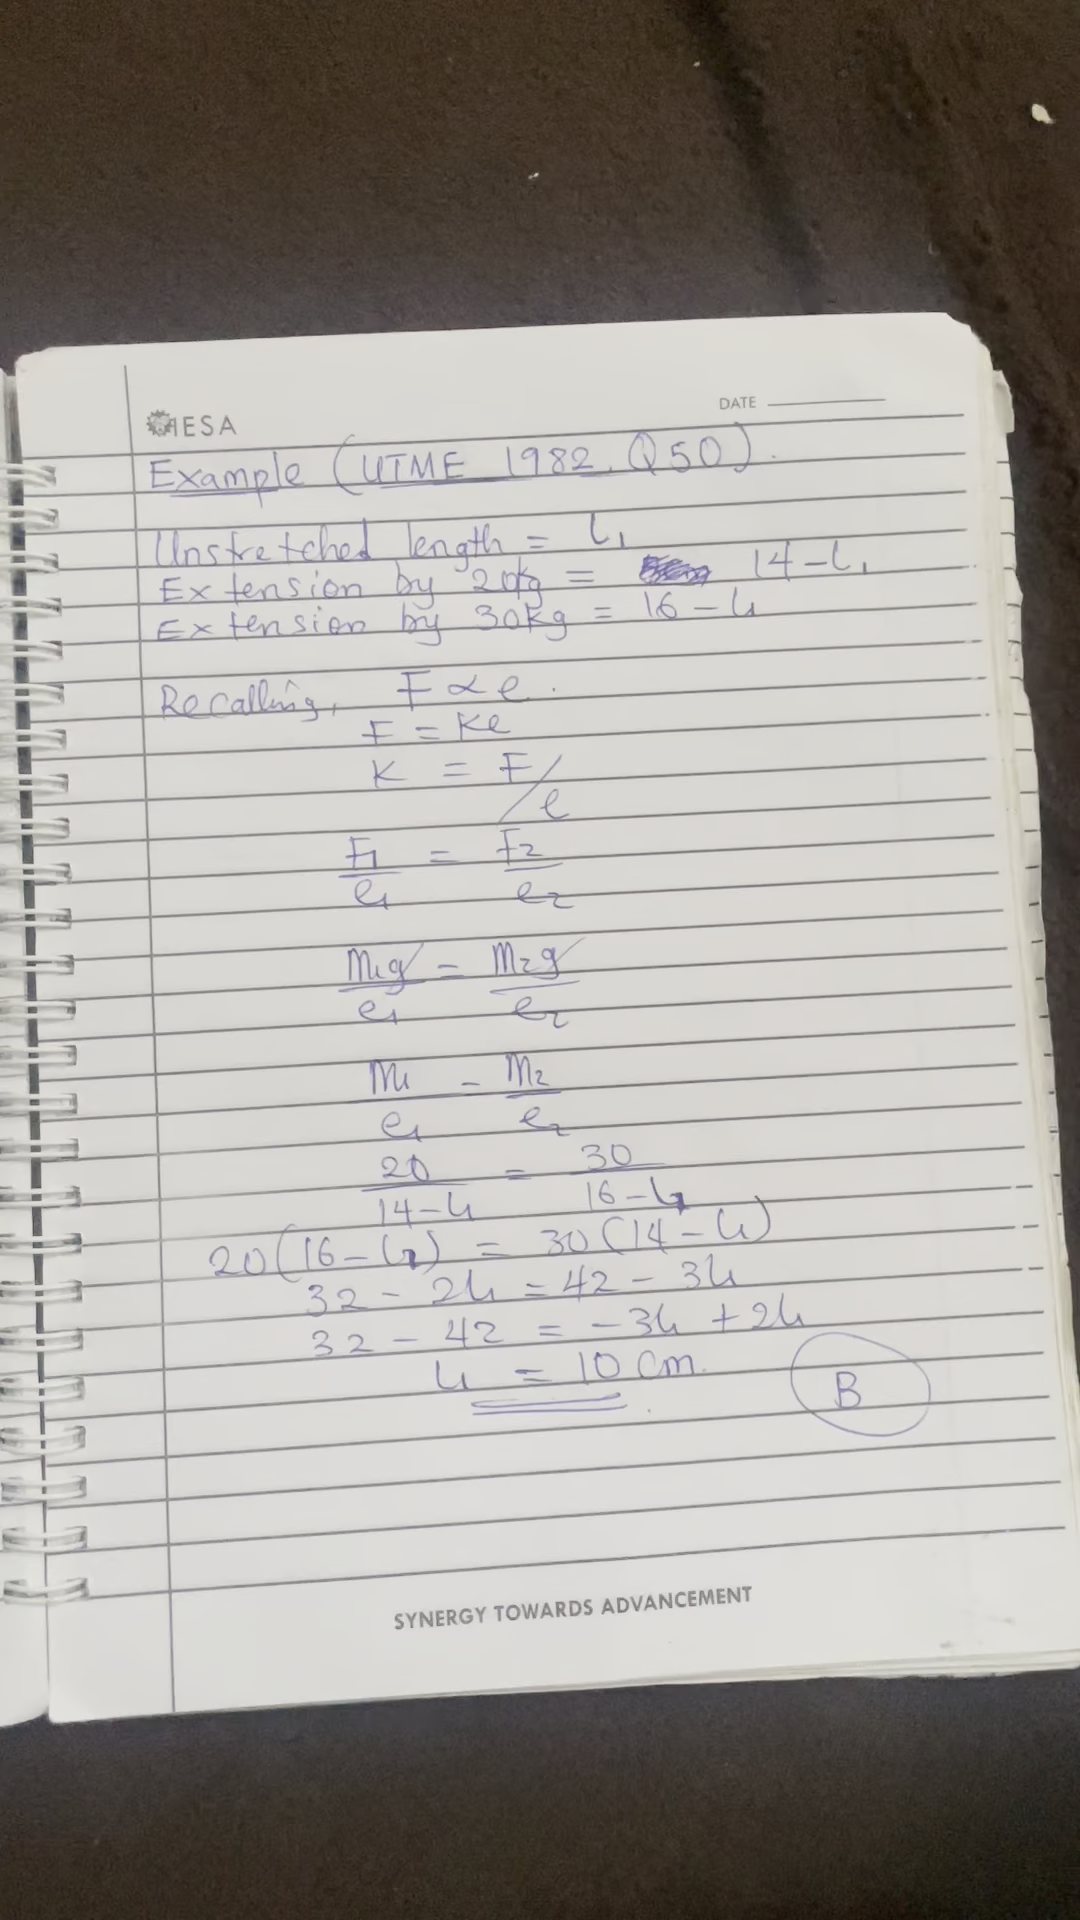 IESA
DATE
Example (UTME 1982, Q50).
Unstretched length = l₁
Extension by 20kg = 14 - l₁
Extension by 30kg = 16 - l₁
Recalling, F ∝ e.
F = Ke
K = F/e
F₁/e₁ = F₂/e₂
M₁g/e₁ = M₂g/e₂
M₁/e₁ = M₂/e₂
20/14-l₁ = 30/16-l₁
20(16-l₁) = 30(14-l₁)
32 - 2l₁ = 42 - 3l₁
32 - 42 = -3l₁ + 2l₁
l₁ = 10 cm.
B
SYNERGY TOWARDS ADVANCEMENT